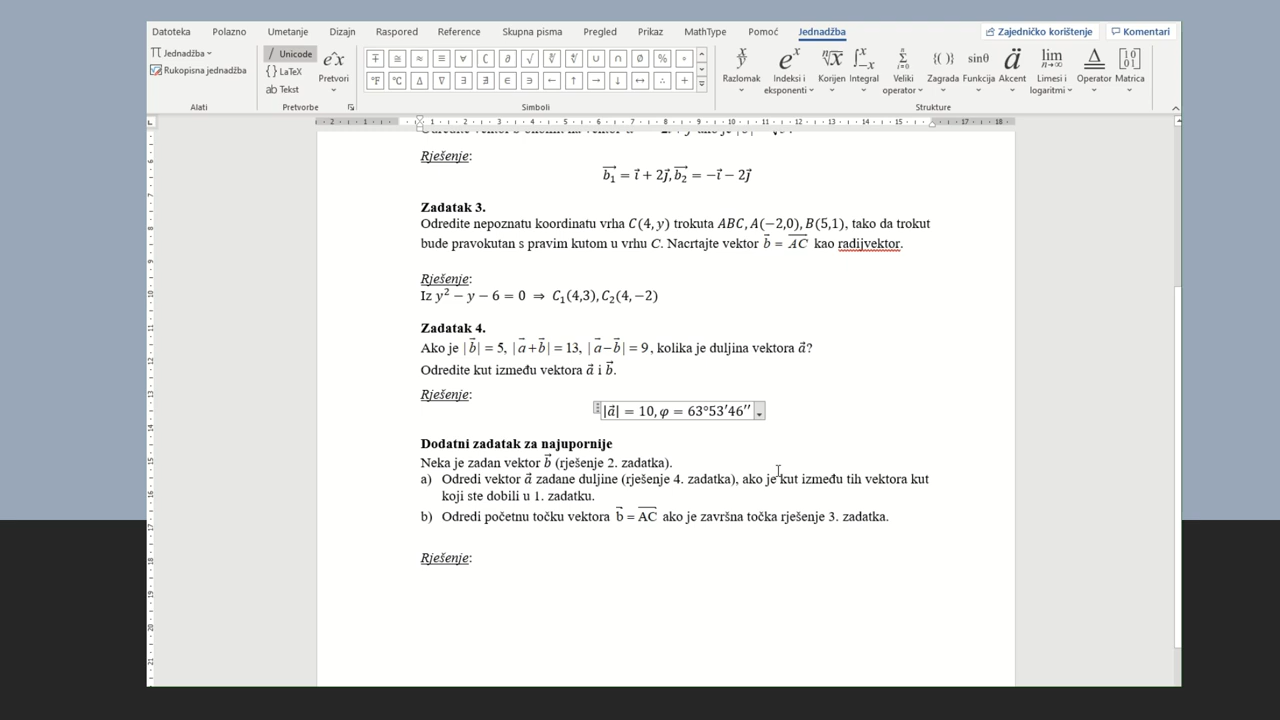 Datoteka Polazno Umetanje Dizajn Raspored Reference Skupna pisma Pregled Prikaz MathType Pomoć Jednadžba Zajedničko korištenje Komentari
Jednadžba
Rukopisna jednadžba
Unicode
LaTeX
Tekst
Pretvori
Razlomak Indeksi i eksponenti Korijen Integral Veliki operator Zagrada Funkcija Akcent Limesi i logaritmi Operator Matrica
Alati Pretvorbe Simboli Strukture
Rješenje:
b₁⃗ = i⃗ + 2j⃗, b₂⃗ = −i⃗ − 2j⃗
Zadatak 3.
Odredite nepoznatu koordinatu vrha C(4, y) trokuta ABC, A(−2,0), B(5,1), tako da trokut
bude pravokutan s pravim kutom u vrhu C. Nacrtajte vektor b⃗ = AC⃗ kao radijvektor.
Rješenje:
Iz y² − y − 6 = 0 ⇒ C₁(4,3), C₂(4, −2)
Zadatak 4.
Ako je |b⃗| = 5, |a⃗+b⃗| = 13, |a⃗−b⃗| = 9, kolika je duljina vektora a⃗?
Odredite kut između vektora a⃗ i b⃗.
Rješenje:
|a⃗| = 10, φ = 63°53′46′′
Dodatni zadatak za najupornije
Neka je zadan vektor b⃗ (rješenje 2. zadatka).
a) Odredi vektor a⃗ zadane duljine (rješenje 4. zadatka), ako je kut između tih vektora kut
koji ste dobili u 1. zadatku.
b) Odredi početnu točku vektora b⃗ = AC⃗ ako je završna točka rješenje 3. zadatka.
Rješenje: